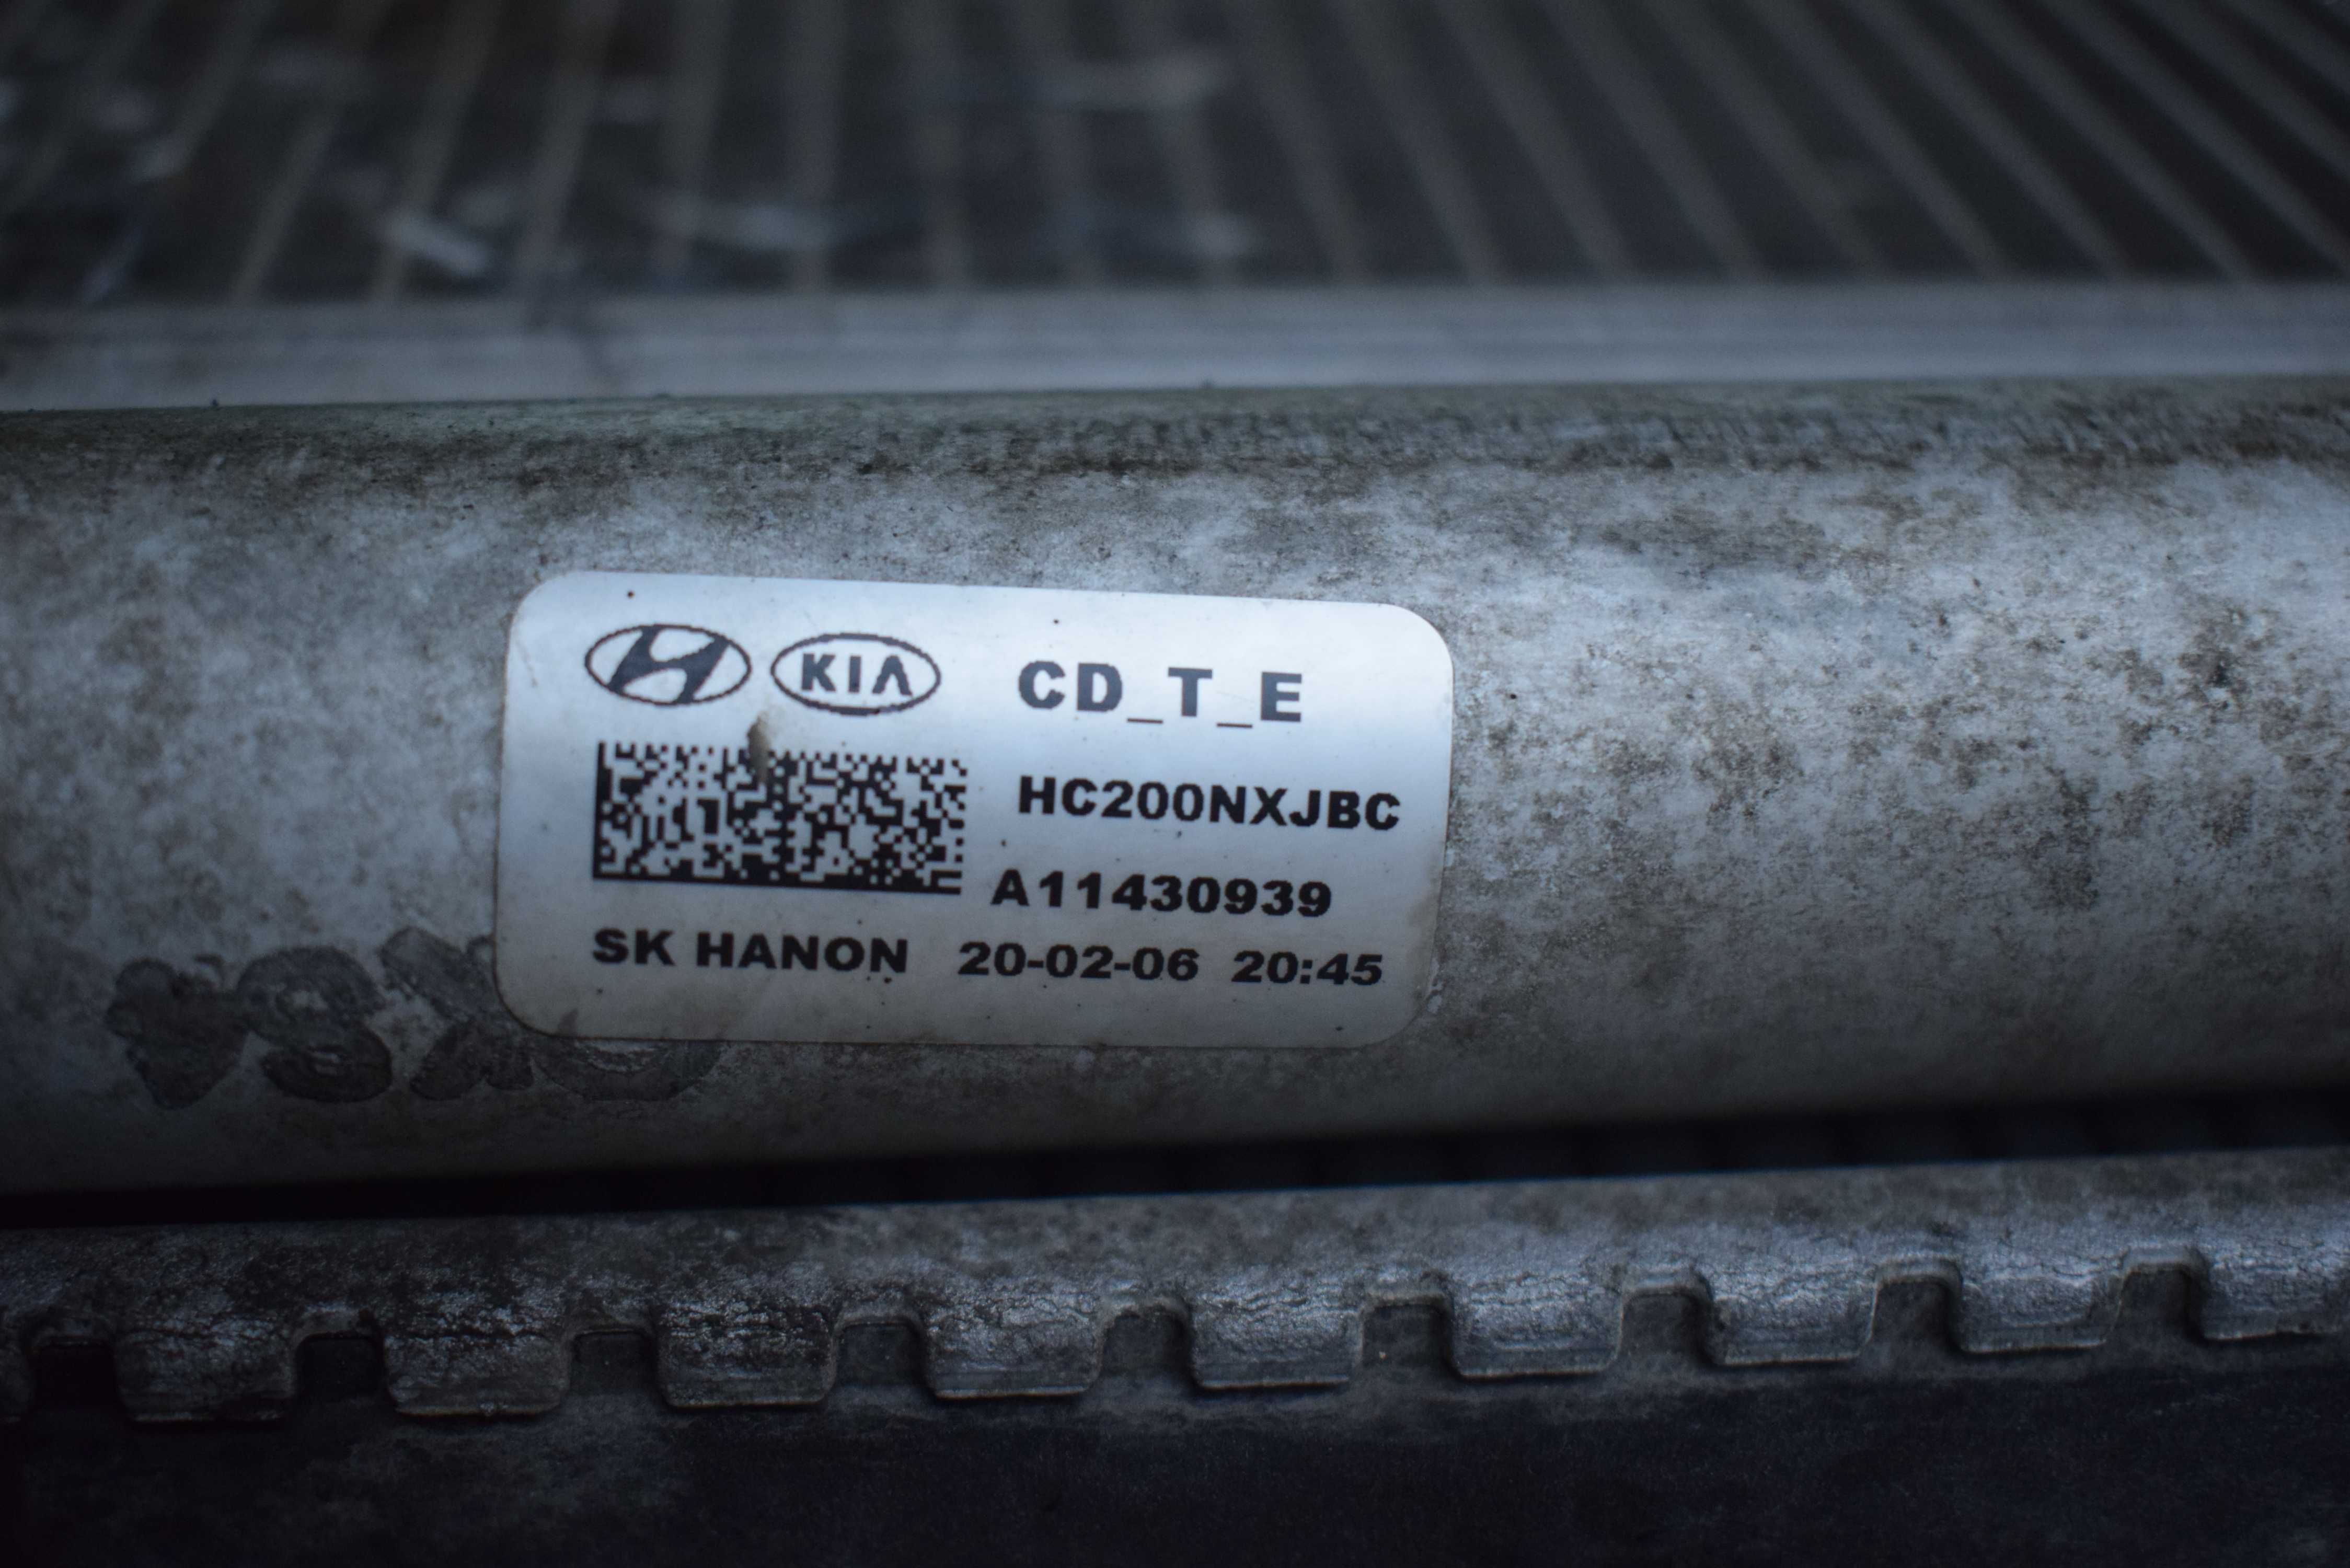 KIA CD_T_E
HC200NXJBC
A11430939
SK HANON 20-02-06 20:45